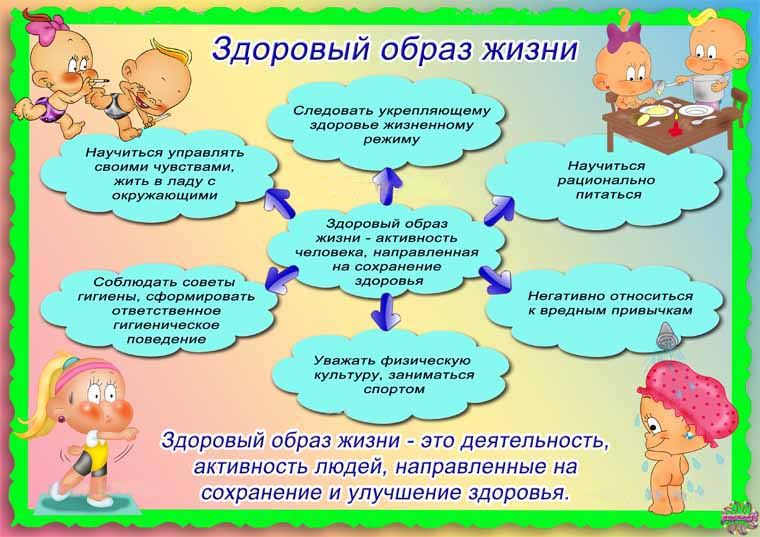 Здоровый образ жизни
Следовать укрепляющему
здоровье жизненному
режиму
Научиться управлять
своими чувствами,
жить в ладу с
окружающими
Научиться
рационально
питаться
Здоровый образ
жизни - активность
человека, направленная
на сохранение
здоровья
Соблюдать советы
гигиены, сформировать
ответственное
гигиеническое
поведение
Негативно относиться
к вредным привычкам
Уважать физическую
культуру, заниматься
спортом
Здоровый образ жизни - это деятельность,
активность людей, направленные на
сохранение и улучшение здоровья.